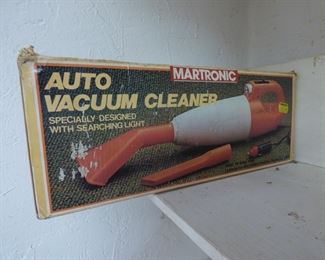 MARTRONIC
AUTO
VACUUM CLEANER
SPECIALLY DESIGNED
WITH SEARCHING LIGHT